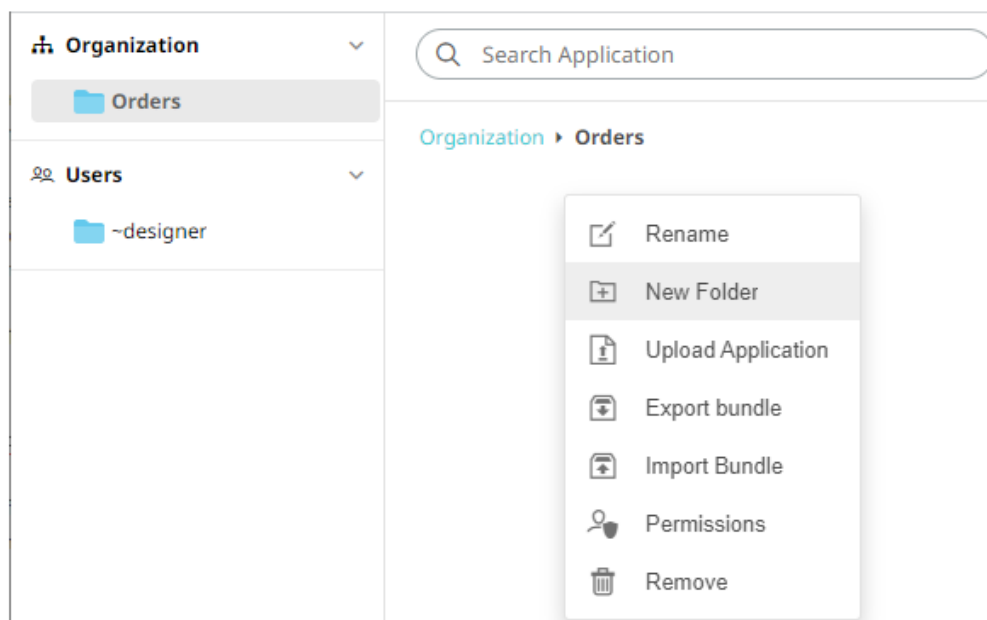 Organization
Orders
Users
~designer
Search Application
Organization Orders
Rename
New Folder
Upload Application
Export bundle
Import Bundle
Permissions
Remove